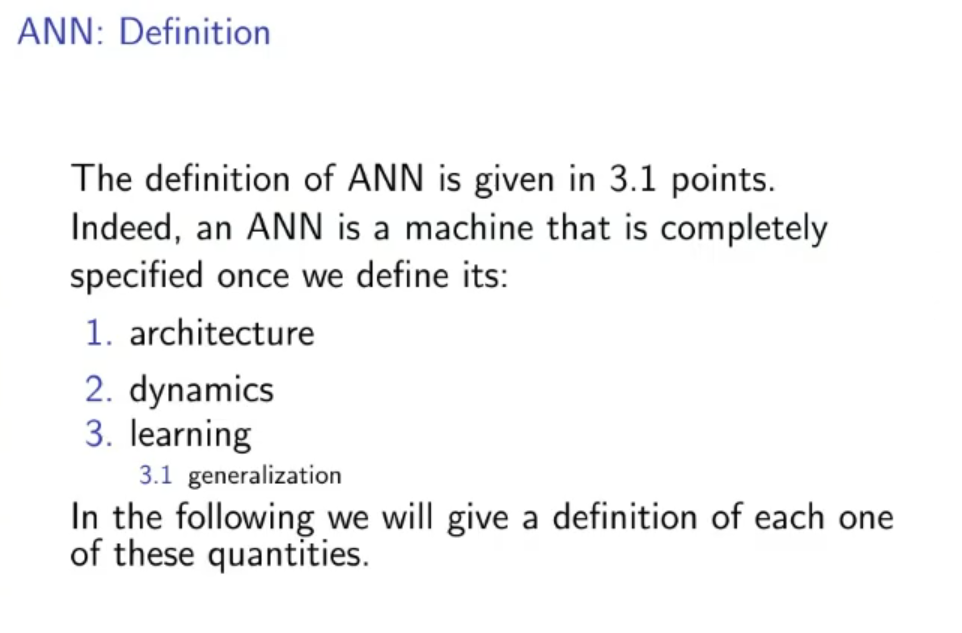 ANN: Definition
The definition of ANN is given in 3.1 points.
Indeed, an ANN is a machine that is completely
specified once we define its:
1. architecture
2. dynamics
3. learning
3.1 generalization
In the following we will give a definition of each one
of these quantities.